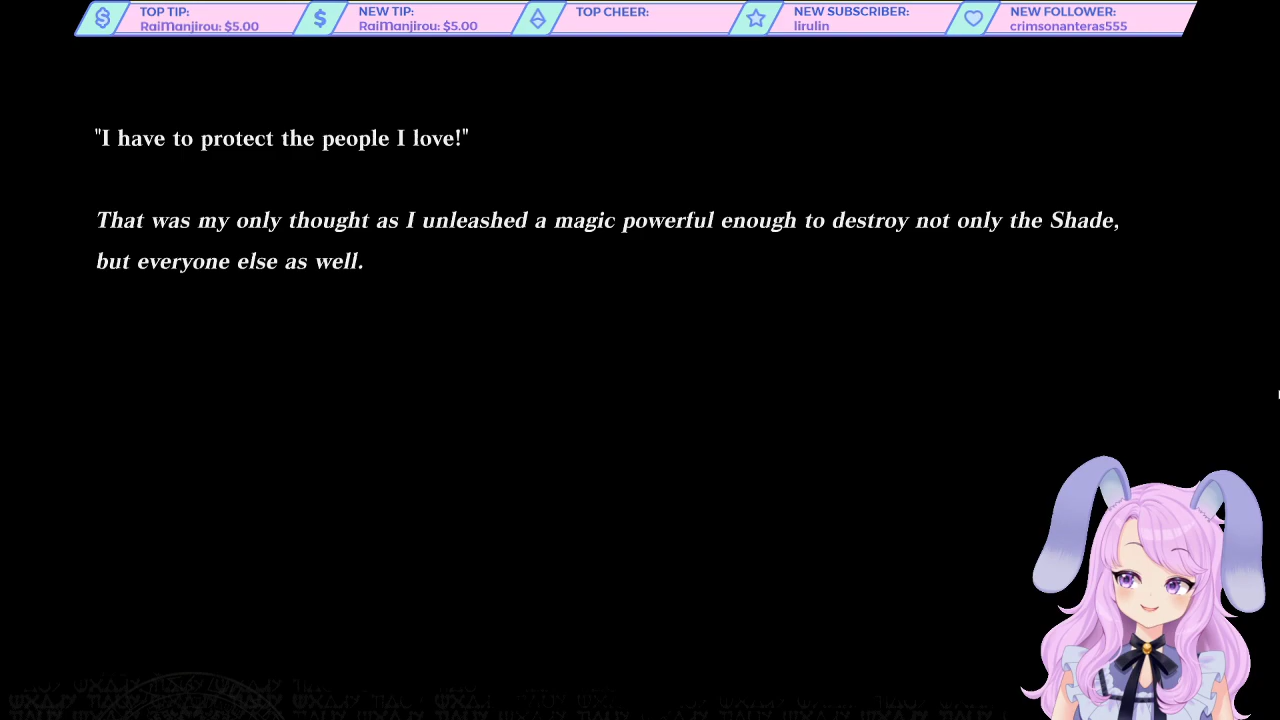 TOP TIP:
RaiManjirou: $5.00
NEW TIP:
RaiManjirou: $5.00
TOP CHEER:
NEW SUBSCRIBER:
lirulin
NEW FOLLOWER:
crimsonanteras555
"I have to protect the people I love!"
That was my only thought as I unleashed a magic powerful enough to destroy not only the Shade,
but everyone else as well.